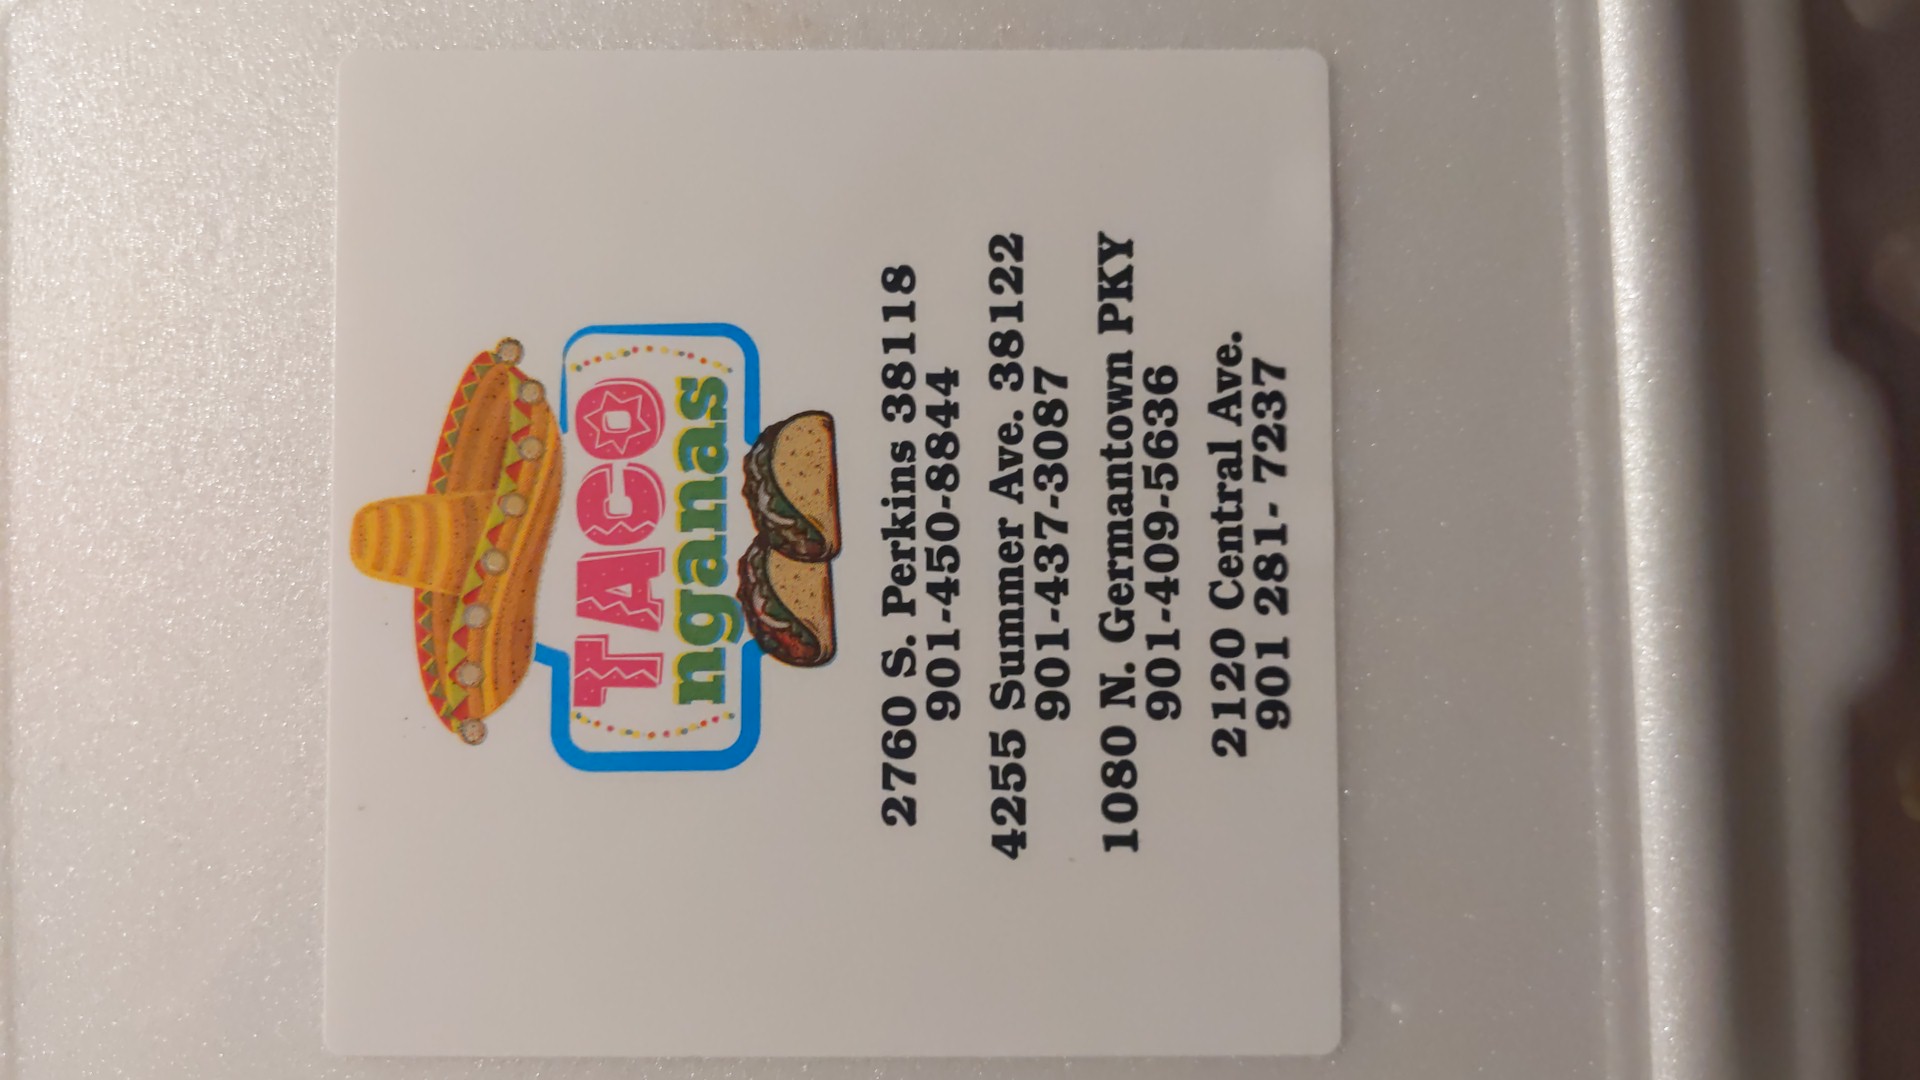 TACO
nganas
2760 S. Perkins 38118
901-450-8844
4255 Summer Ave. 38122
901-437-3087
1080 N. Germantown PKY
901-409-5636
2120 Central Ave.
901 281- 7237